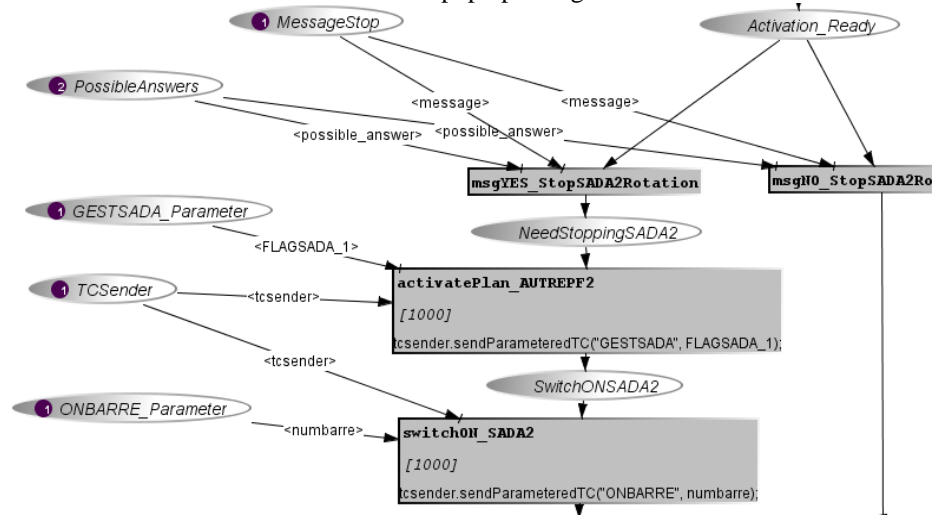 1 MessageStop
Activation_Ready
2 PossibleAnswers
<message>
<message>
<possible_answer>
<possible_answer>
msgYES_StopSADA2Rotation
msgNO_StopSADA2Ro
1 GESTSADA_Parameter
NeedStoppingSADA2
<FLAGSADA_1>
activatePlan_AUTREPF2
1 TCSender
<tcsender>
[1000]
tcsender.sendParameteredTC("GESTSADA", FLAGSADA_1);
<tcsender>
SwitchONSADA2
1 ONBARRE_Parameter
<numbarre>
switchON_SADA2
[1000]
tcsender.sendParameteredTC("ONBARRE", numbarre);